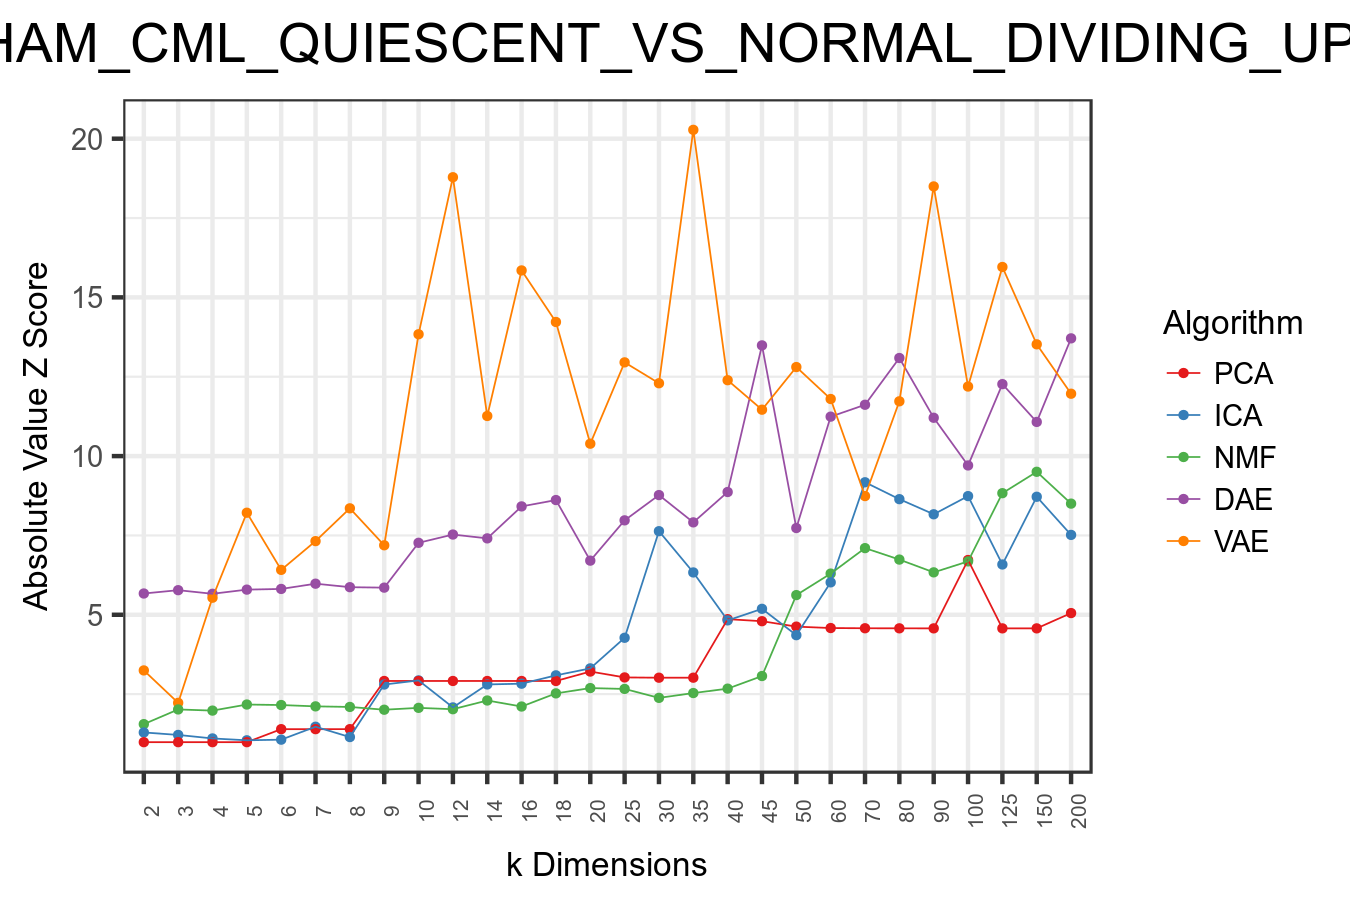 HAM_CML_QUIESCENT_VS_NORMAL_DIVIDING_UP
20
15
10
5
Absolute Value Z Score
2 3 4 5 6 7 8 9 10 12 14 16 18 20 25 30 35 40 45 50 60 70 80 90 100 125 150 200
k Dimensions
Algorithm
PCA
ICA
NMF
DAE
VAE